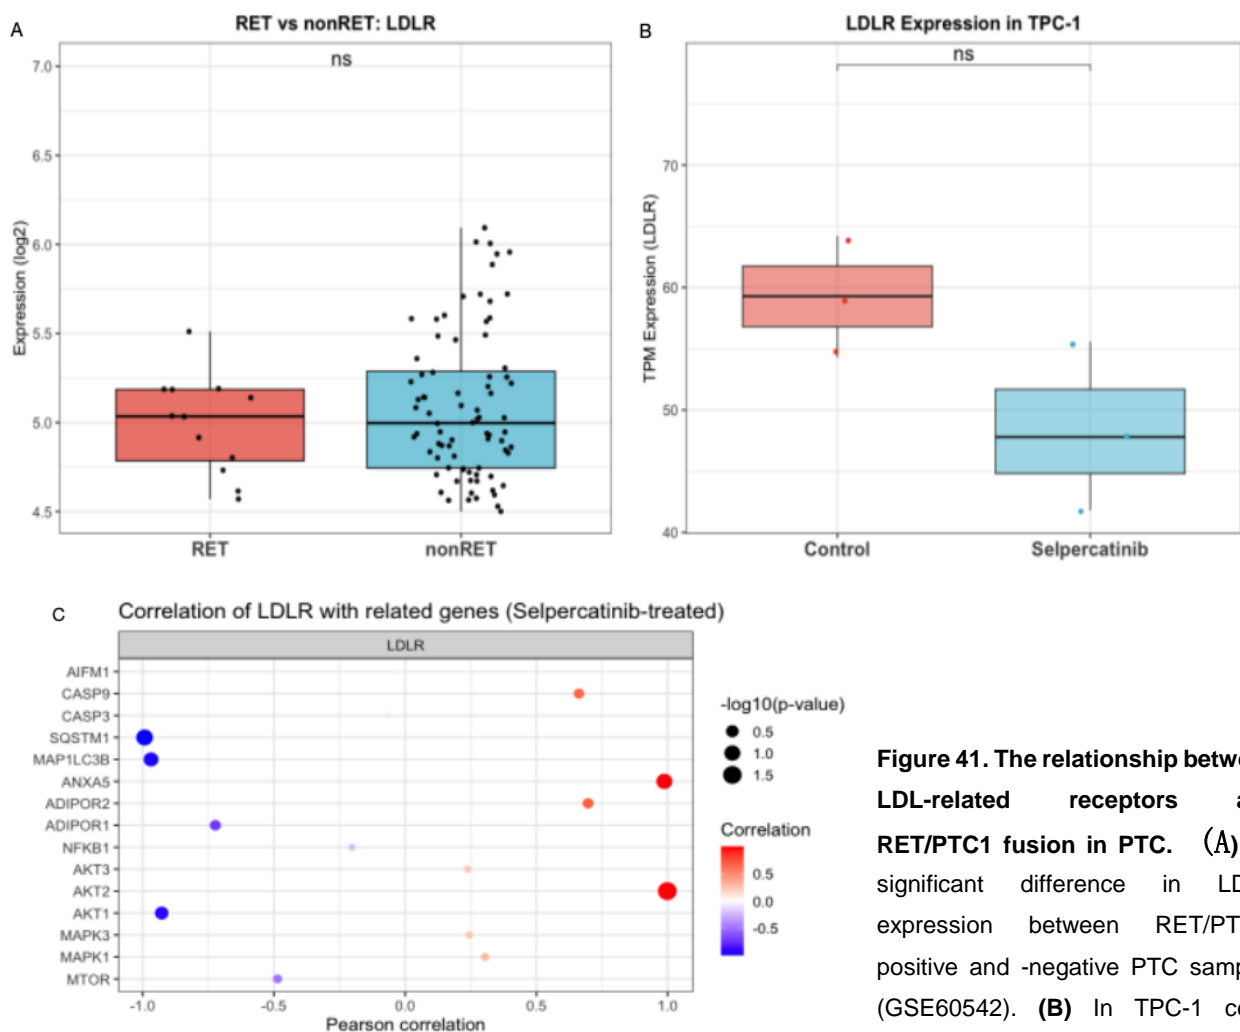 A
RET vs nonRET: LDLR
ns
7.0
6.5
6.0
5.5
5.0
4.5
Expression (log2)
RET
nonRET
B
LDLR Expression in TPC-1
ns
70
60
50
40
TPM Expression (LDLR)
Control
Selpercatinib
C
Correlation of LDLR with related genes (Selpercatinib-treated)
LDLR
AIFM1
CASP9
CASP3
SQSTM1
MAP1LC3B
ANXA5
ADIPOR2
ADIPOR1
NFKB1
AKT3
AKT2
AKT1
MAPK3
MAPK1
MTOR
-1.0
-0.5
0.0
0.5
1.0
Pearson correlation
-log10(p-value)
0.5
1.0
1.5
Correlation
0.5
0.0
-0.5
Figure 41. The relationship betwe
LDL-related receptors a
RET/PTC1 fusion in PTC. (A)
significant difference in LD
expression between RET/PT
positive and -negative PTC samp
(GSE60542). (B) In TPC-1 ce